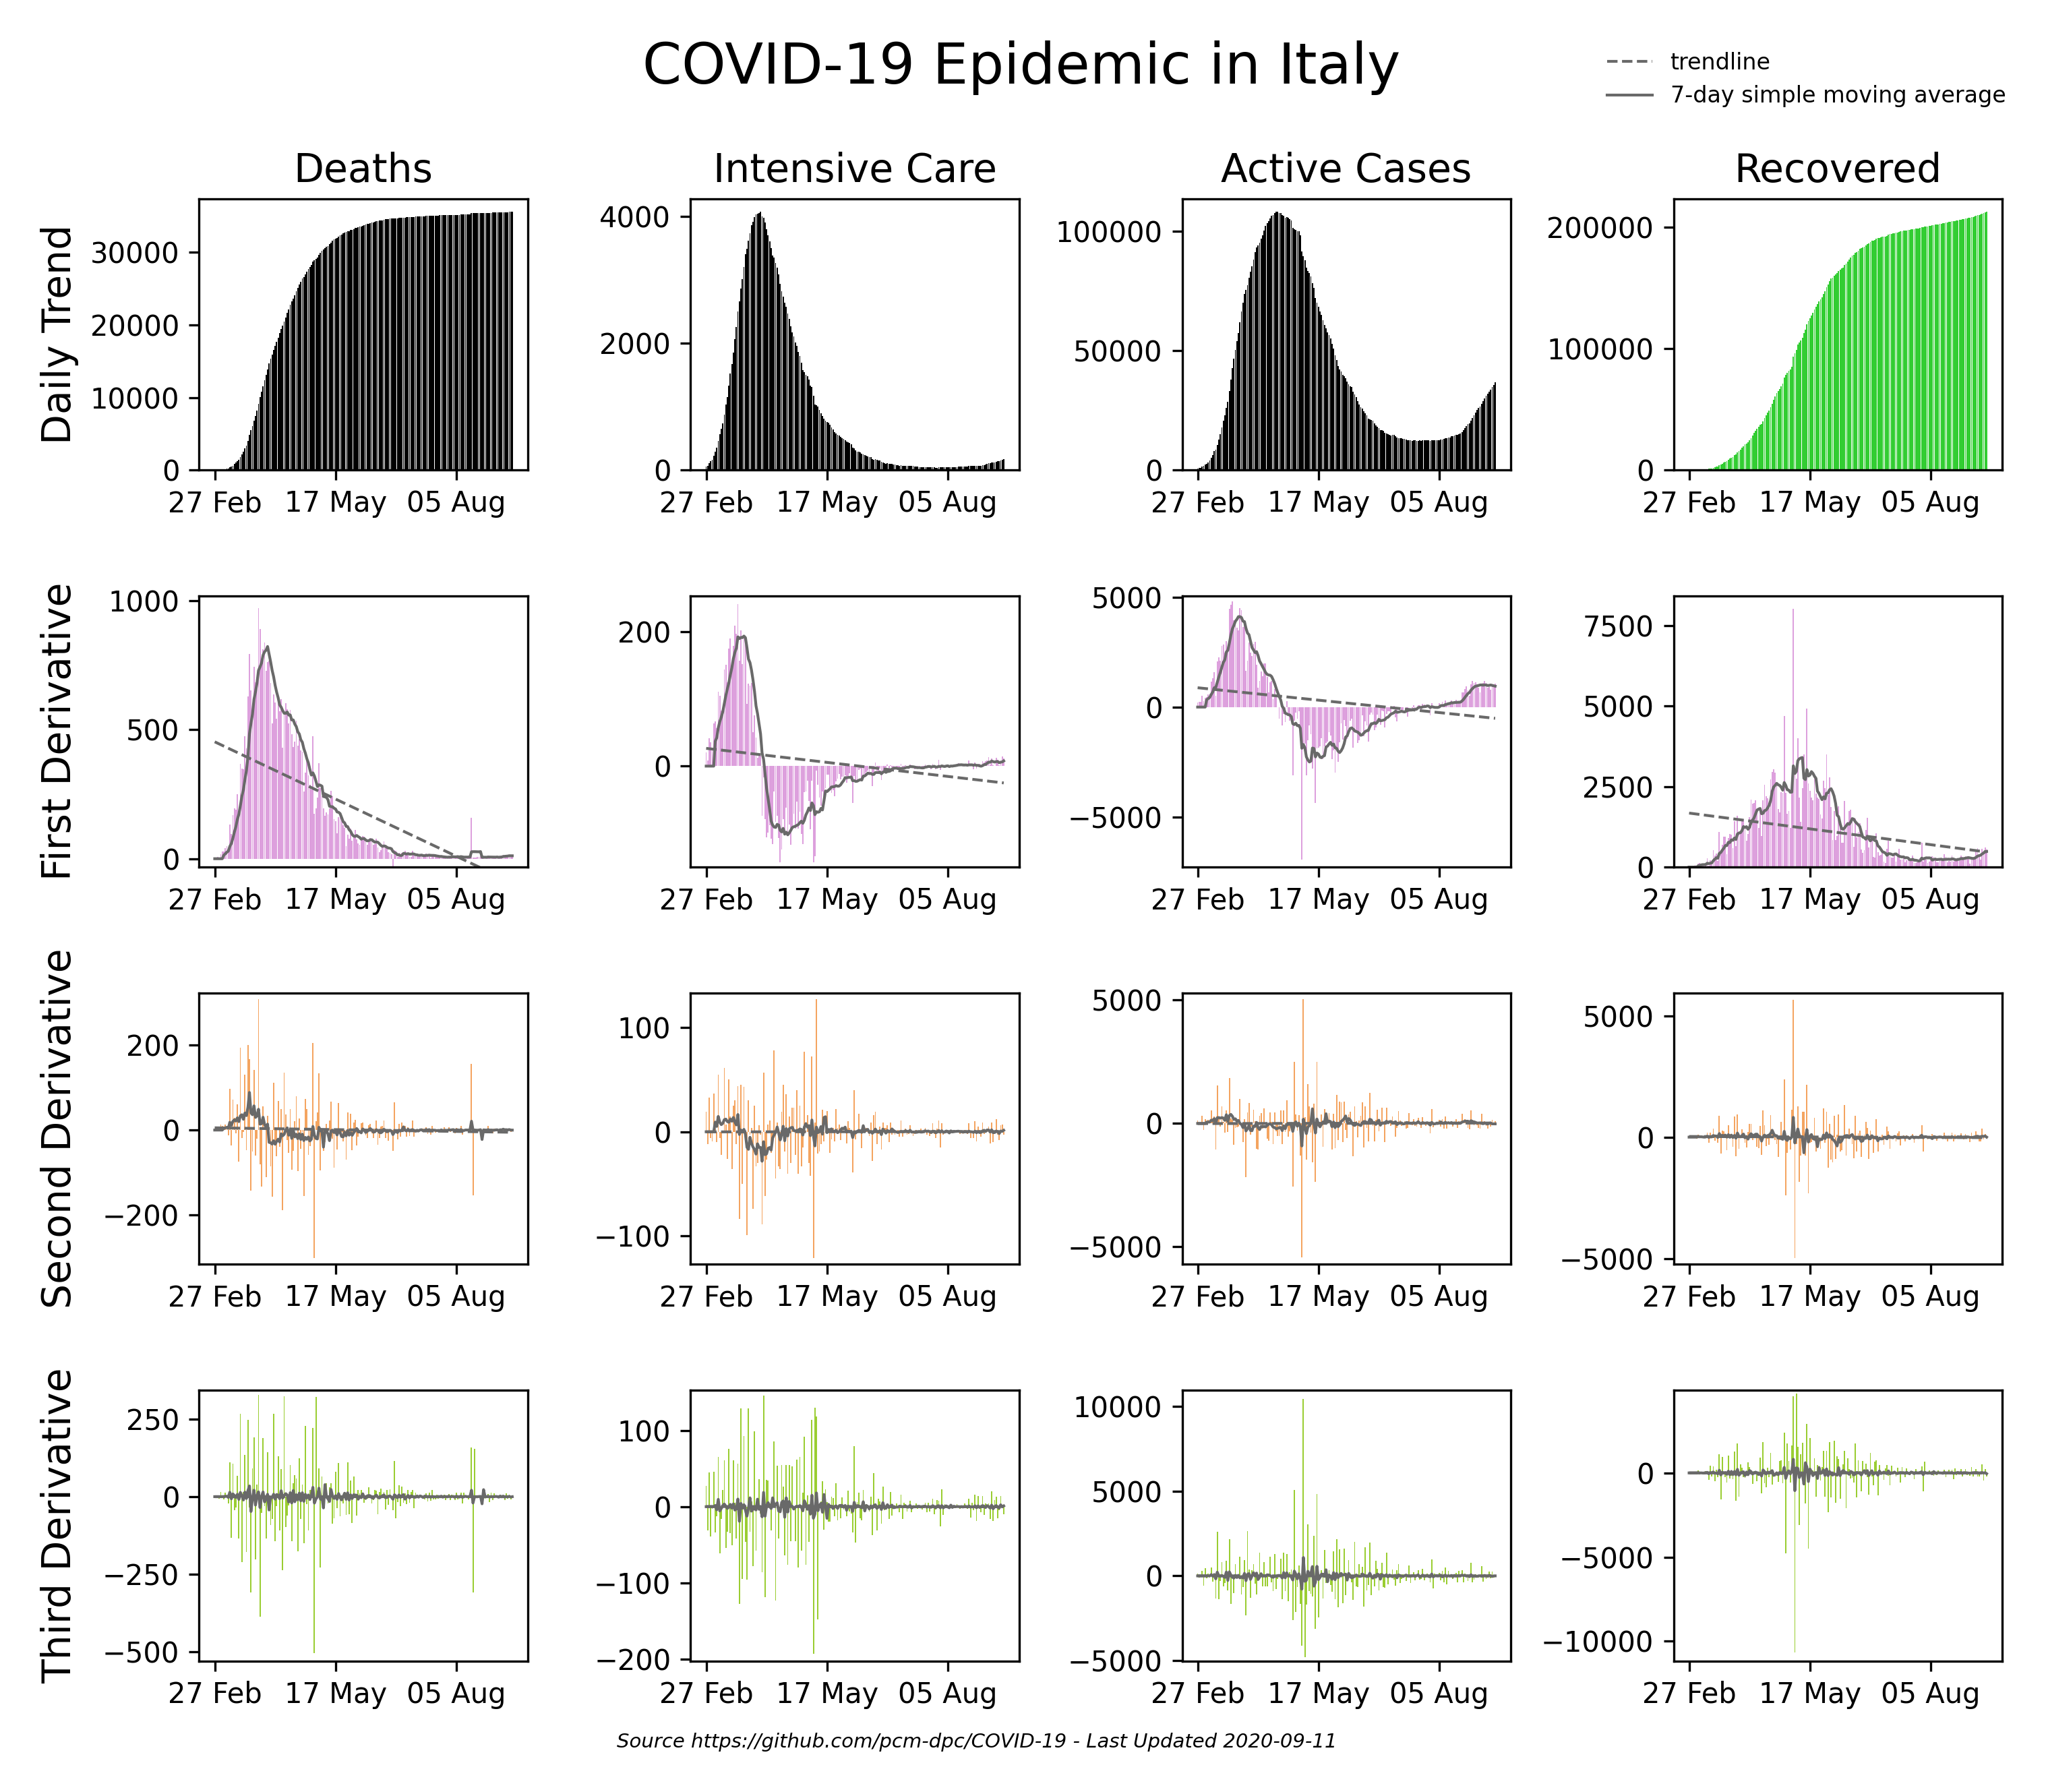 COVID-19 Epidemic in Italy
trendline
7-day simple moving average
Deaths
Intensive Care
Active Cases
Recovered
Daily Trend
30000
20000
10000
0
27 Feb 17 May 05 Aug
4000
2000
0
27 Feb 17 May 05 Aug
100000
50000
0
27 Feb 17 May 05 Aug
200000
100000
0
27 Feb 17 May 05 Aug
First Derivative
1000
500
0
27 Feb 17 May 05 Aug
200
0
27 Feb 17 May 05 Aug
5000
0
−5000
27 Feb 17 May 05 Aug
7500
5000
2500
0
27 Feb 17 May 05 Aug
Second Derivative
200
0
−200
27 Feb 17 May 05 Aug
100
0
−100
27 Feb 17 May 05 Aug
5000
0
−5000
27 Feb 17 May 05 Aug
5000
0
−5000
27 Feb 17 May 05 Aug
Third Derivative
250
0
−250
−500
27 Feb 17 May 05 Aug
100
0
−100
−200
27 Feb 17 May 05 Aug
10000
5000
0
−5000
27 Feb 17 May 05 Aug
0
−5000
−10000
27 Feb 17 May 05 Aug
Source https://github.com/pcm-dpc/COVID-19 - Last Updated 2020-09-11